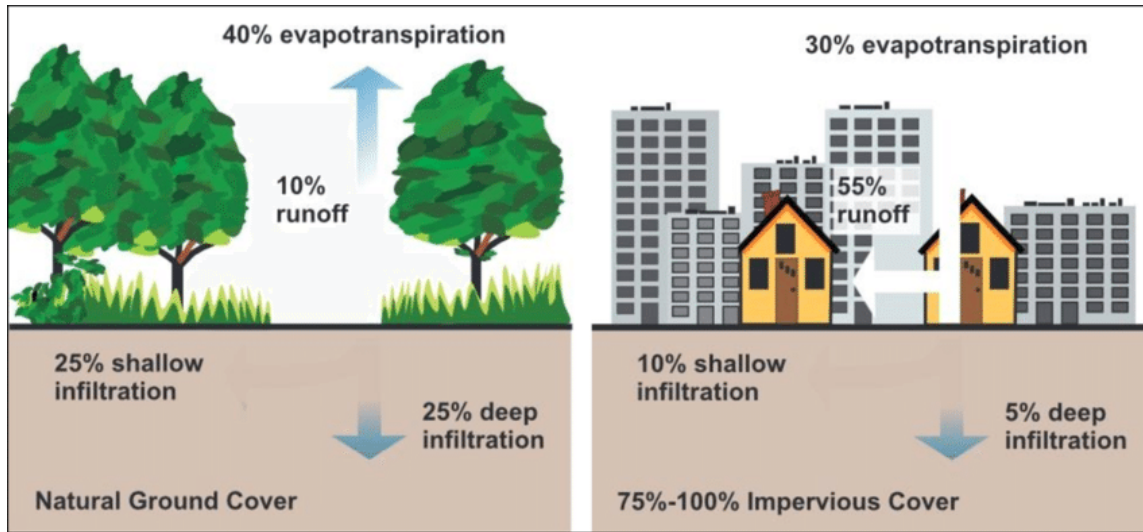 40% evapotranspiration
10%
runoff
25% shallow
infiltration
25% deep
infiltration
Natural Ground Cover
30% evapotranspiration
55%
runoff
10% shallow
infiltration
5% deep
infiltration
75%-100% Impervious Cover